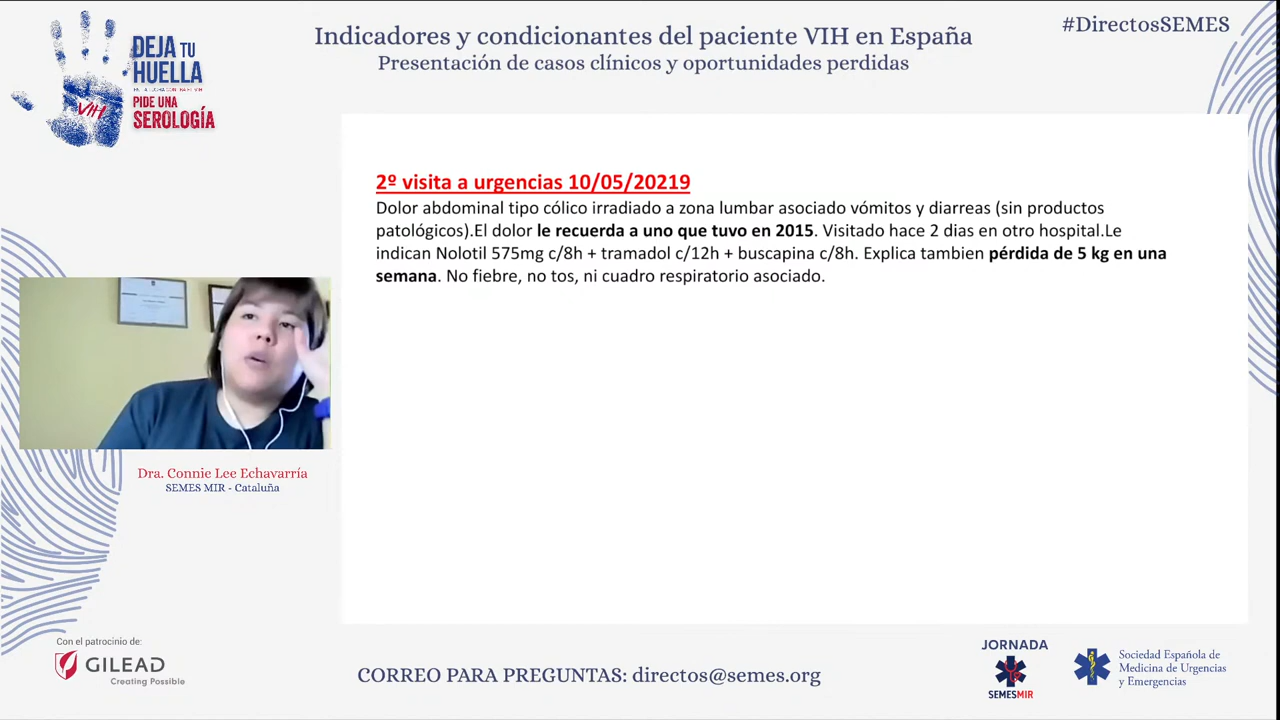 DEJA TU
HUELLA
PIDE UNA
SEROLOGÍA
VIH
Indicadores y condicionantes del paciente VIH en España
Presentación de casos clínicos y oportunidades perdidas
#DirectosSEMES
2º visita a urgencias 10/05/20219
Dolor abdominal tipo cólico irradiado a zona lumbar asociado vómitos y diarreas (sin productos
patológicos).El dolor le recuerda a uno que tuvo en 2015. Visitado hace 2 dias en otro hospital.Le
indican Nolotil 575mg c/8h + tramadol c/12h + buscapina c/8h. Explica tambien pérdida de 5 kg en una
semana. No fiebre, no tos, ni cuadro respiratorio asociado.
Dra. Connie Lee Echavarría
SEMES MIR - Cataluña
Con el patrocinio de:
GILEAD
Creating Possible
CORREO PARA PREGUNTAS: directos@semes.org
JORNADA
SEMESMIR
Sociedad Española de
Medicina de Urgencias
y Emergencias